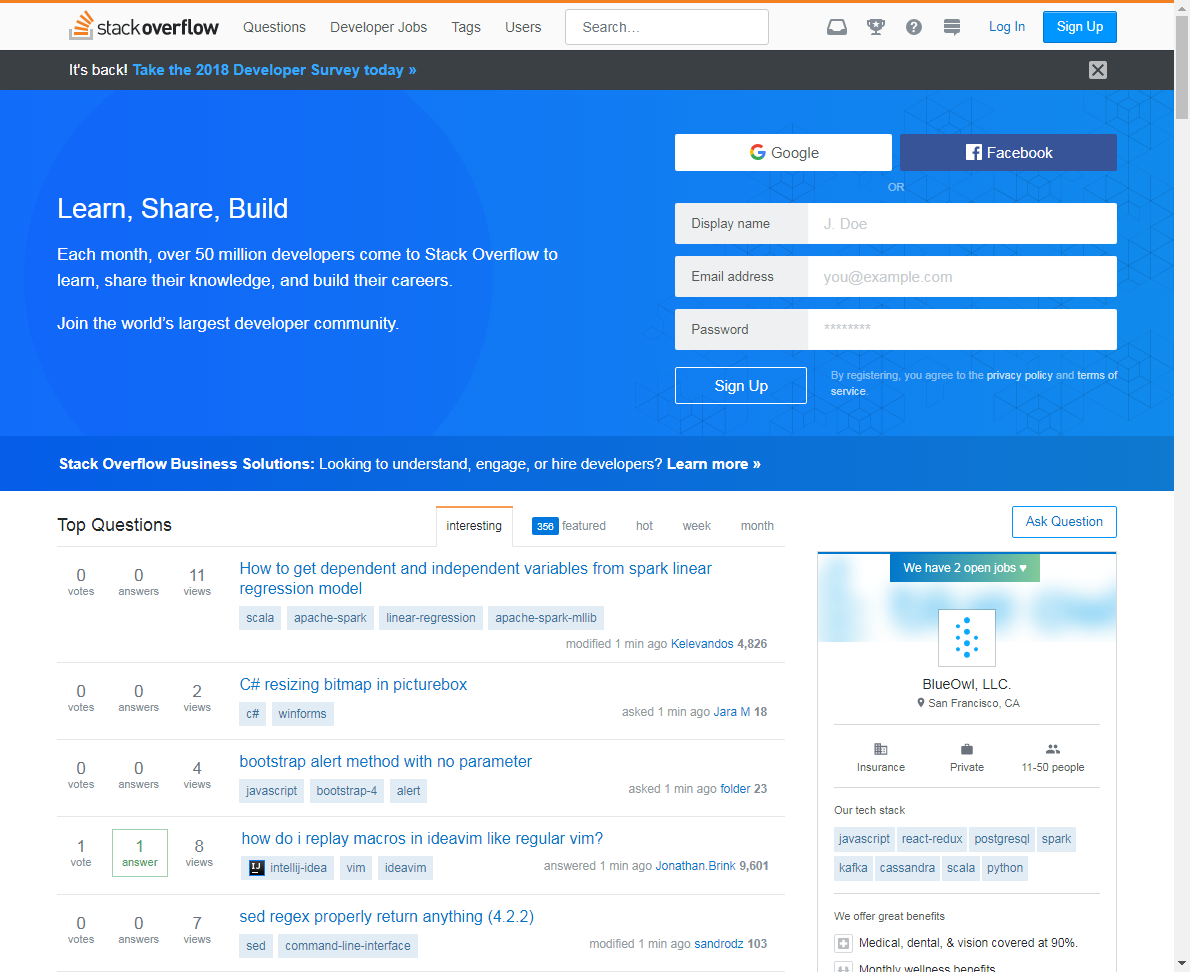 stackoverflow Questions Developer Jobs Tags Users Search... Log In Sign Up
It's back! Take the 2018 Developer Survey today »
Google Facebook
OR
Learn, Share, Build
Each month, over 50 million developers come to Stack Overflow to
learn, share their knowledge, and build their careers.
Join the world's largest developer community.
Display name J. Doe
Email address you@example.com
Password ********
Sign Up By registering, you agree to the privacy policy and terms of
service.
Stack Overflow Business Solutions: Looking to understand, engage, or hire developers? Learn more »
Top Questions interesting 356 featured hot week month
0 votes 0 answers 11 views
How to get dependent and independent variables from spark linear
regression model
scala apache-spark linear-regression apache-spark-mllib
modified 1 min ago Kelevandos 4,826
0 votes 0 answers 2 views
C# resizing bitmap in picturebox
c# winforms
asked 1 min ago Jara M 18
0 votes 0 answers 4 views
bootstrap alert method with no parameter
javascript bootstrap-4 alert
asked 1 min ago folder 23
1 vote 1 answer 8 views
how do i replay macros in ideavim like regular vim?
IJ intellij-idea vim ideavim
answered 1 min ago Jonathan.Brink 9,601
0 votes 0 answers 7 views
sed regex properly return anything (4.2.2)
sed command-line-interface
modified 1 min ago sandrodz 103
Ask Question
We have 2 open jobs ♥
BlueOwl, LLC.
San Francisco, CA
Insurance Private 11-50 people
Our tech stack
javascript react-redux postgresql spark
kafka cassandra scala python
We offer great benefits
Medical, dental, & vision covered at 90%.
Monthly wellness benefits